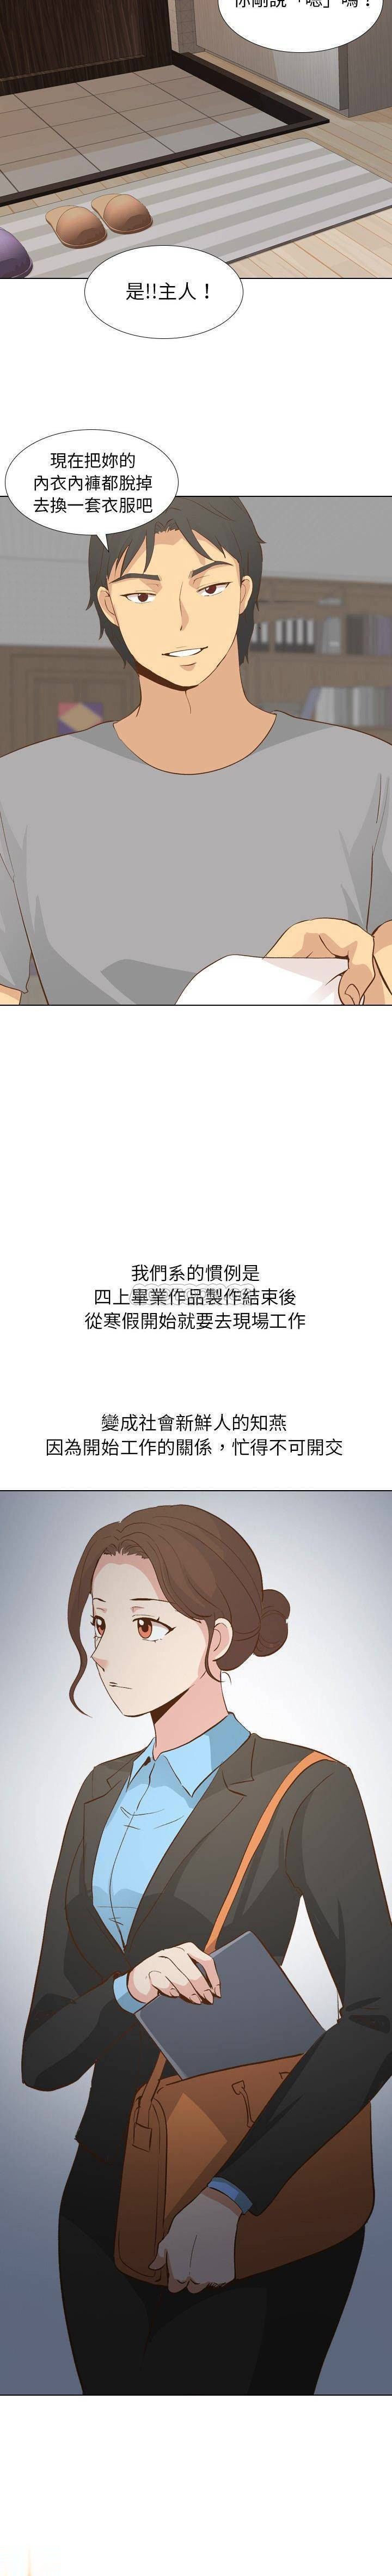 你剛說「嗯」嗎！
是!!主人！
現在把妳的
內衣內褲都脫掉
去換一套衣服吧
我們系的慣例是
四上畢業作品製作結束後
從寒假開始就要去現場工作
變成社會新鮮人的知燕
因為開始工作的關係，忙得不可開交